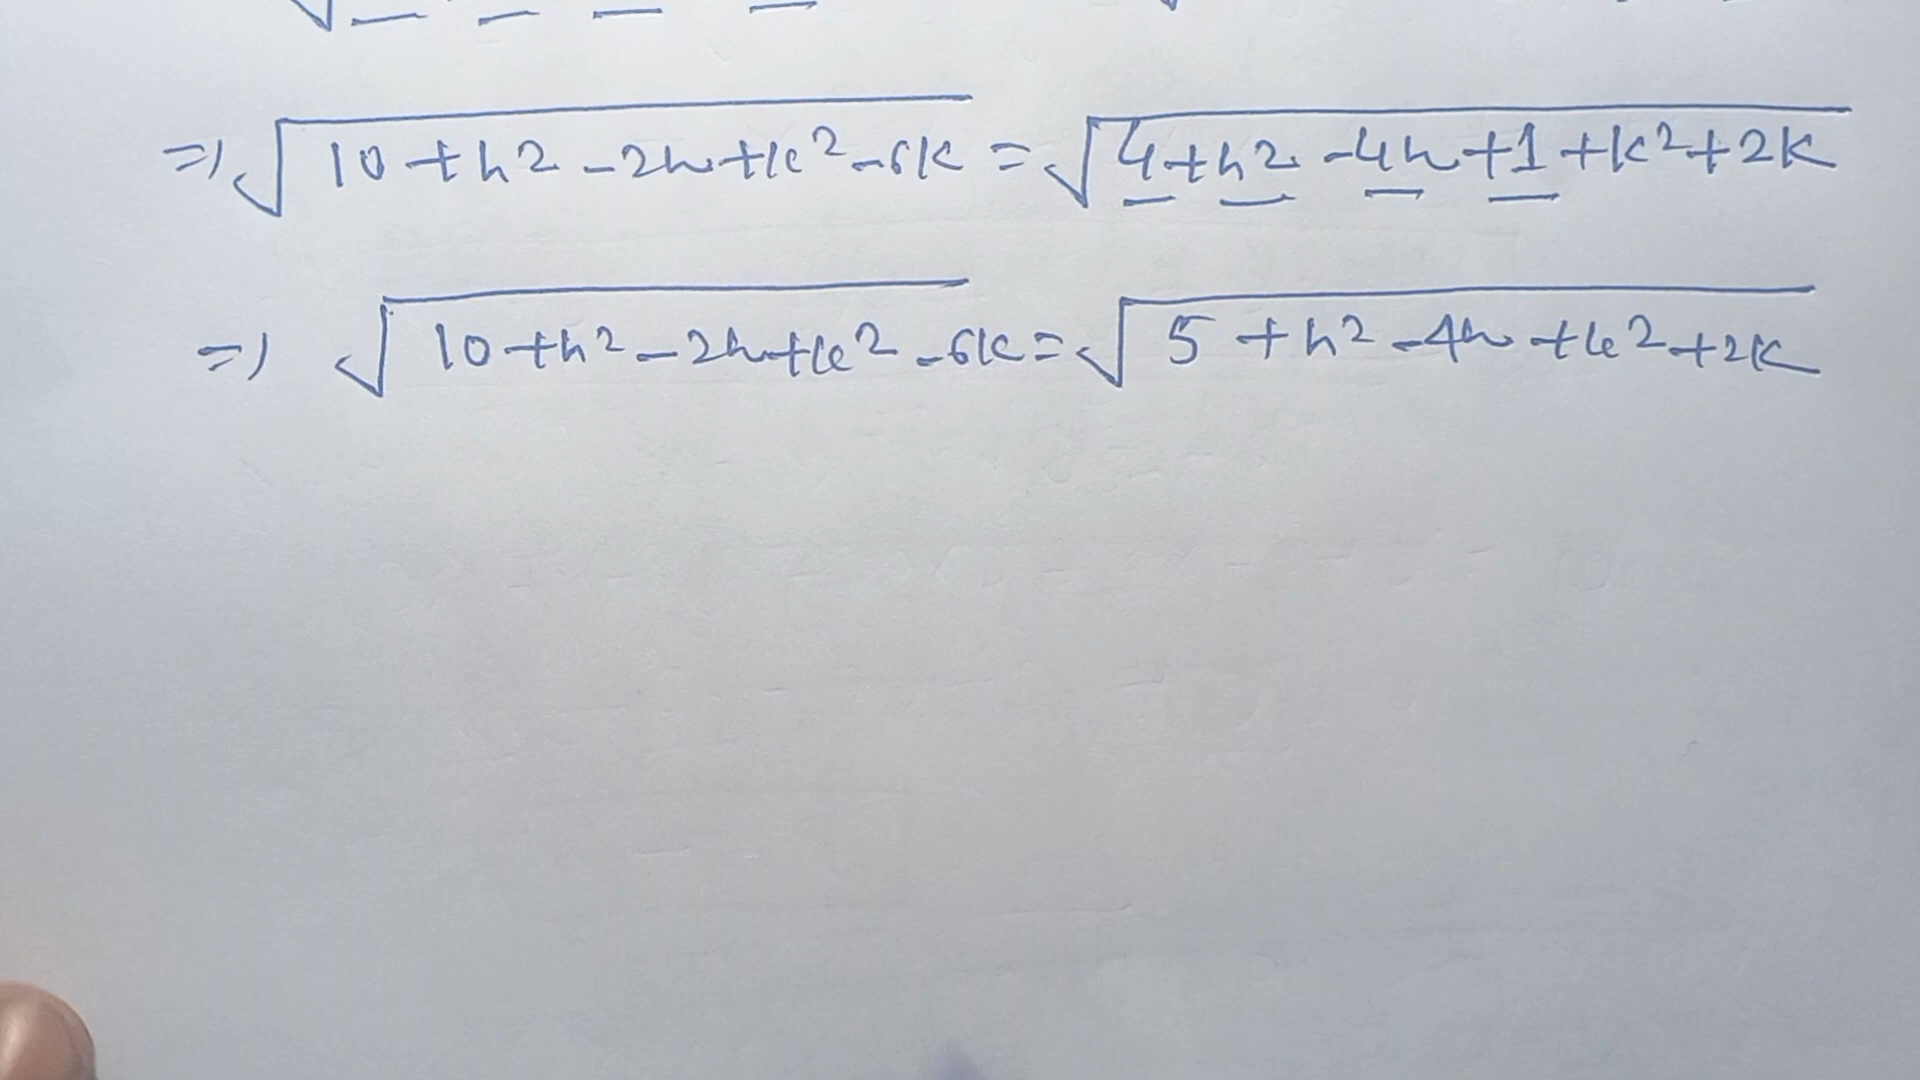 =) √10+h2-2h+k2-6k = √4+h2-4h+1+k2+2k
=) √10+h2-2h+k2-6k = √5+h2-4h+k2+2k